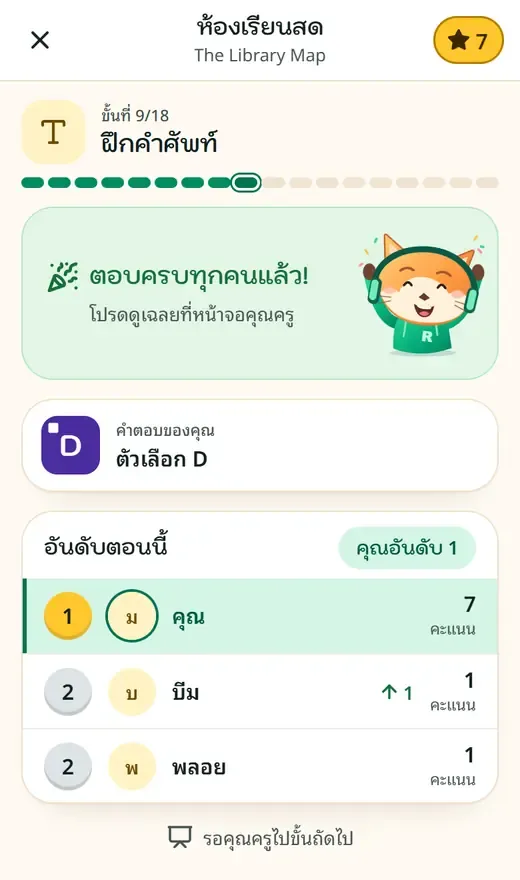 ห้องเรียนสด
The Library Map
7
T
ขั้นที่ 9/18
ฝึกคำศัพท์
ตอบครบทุกคนแล้ว!
โปรดดูเฉลยที่หน้าจอคุณครู
R
D
คำตอบของคุณ
ตัวเลือก D
อันดับตอนนี้
คุณอันดับ 1
1 ม คุณ 7
คะแนน
2 บ บีม ↑ 1 1
คะแนน
2 พ พลอย 1
คะแนน
รอคุณครูไปขั้นถัดไป